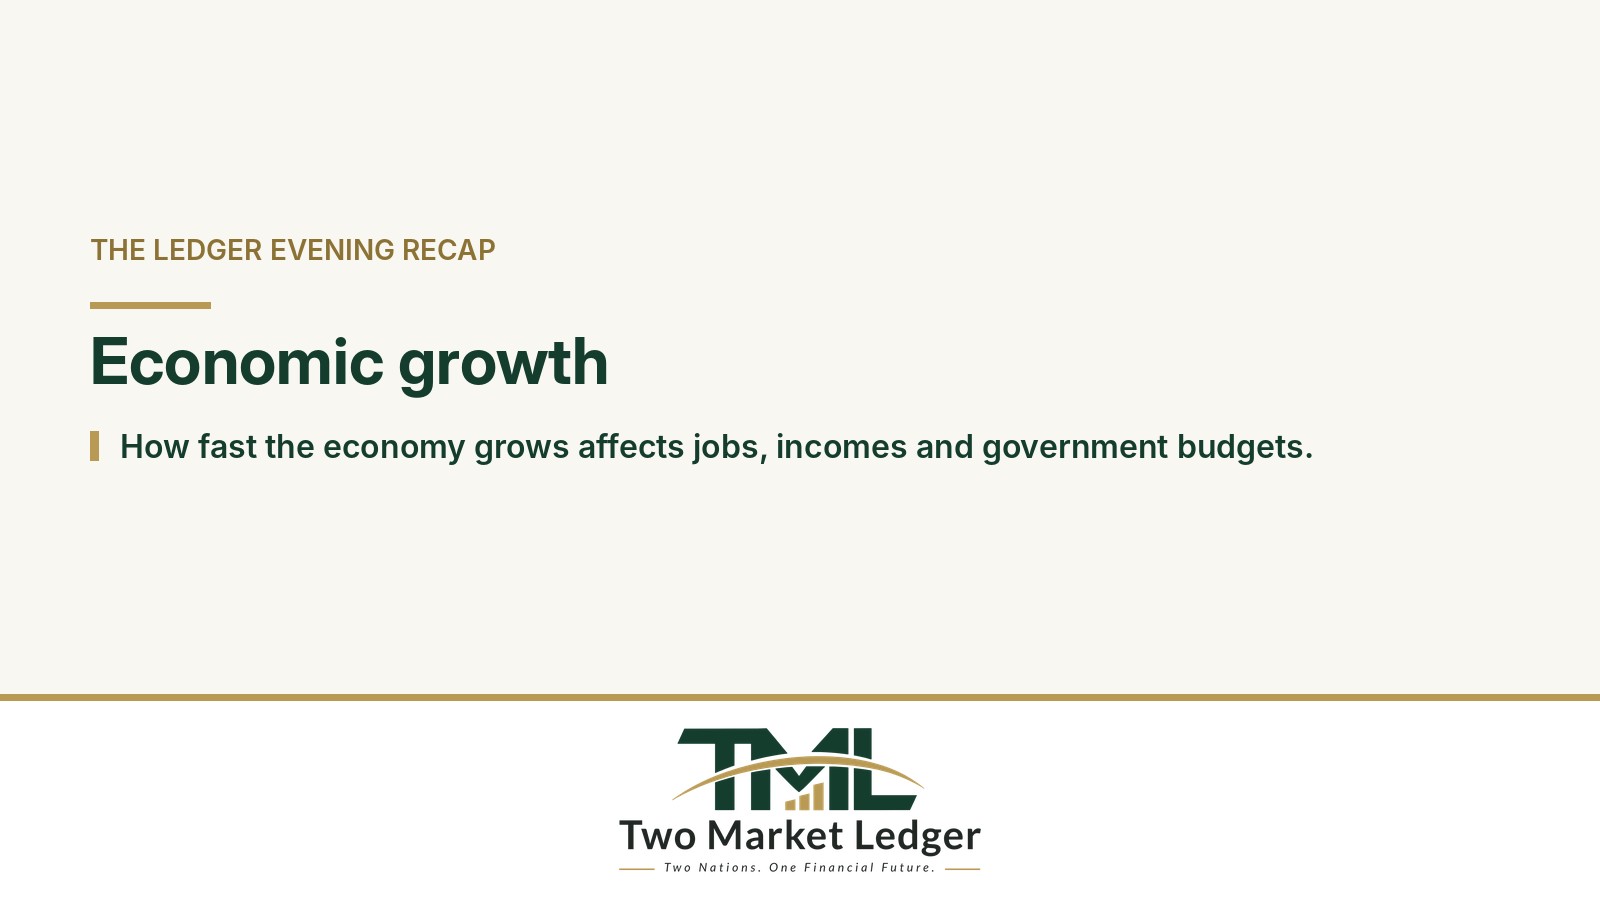 THE LEDGER EVENING RECAP
Economic growth
How fast the economy grows affects jobs, incomes and government budgets.
TML
Two Market Ledger
Two Nations. One Financial Future.